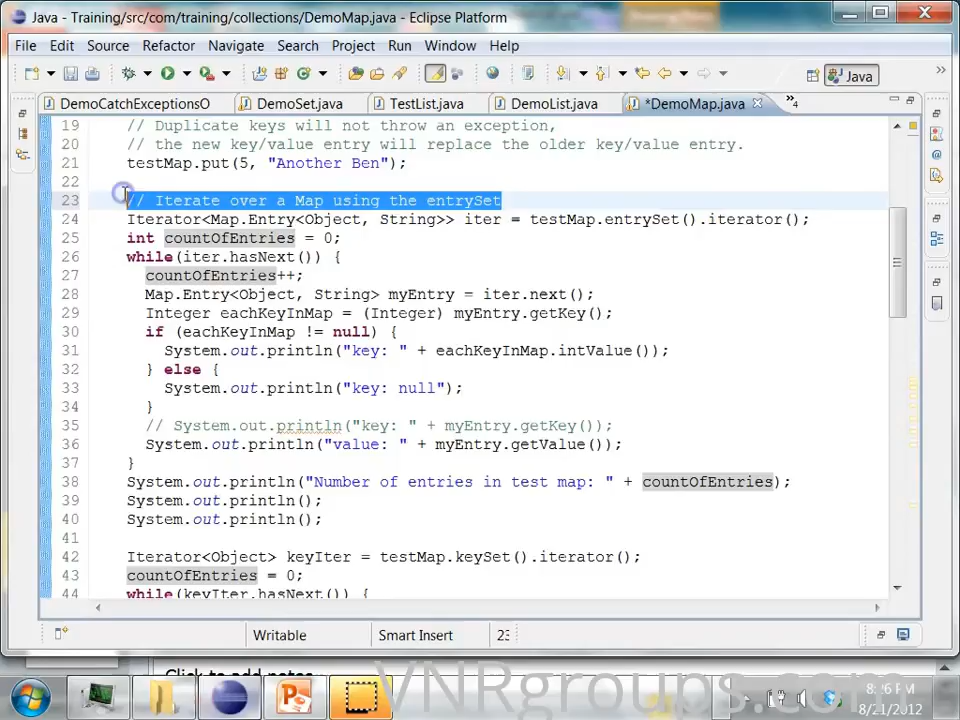 Java - Training/src/com/training/collections/DemoMap.java - Eclipse Platform
File Edit Source Refactor Navigate Search Project Run Window Help
Java
DemoCatchExceptionsO DemoSet.java TestList.java DemoList.java *DemoMap.java 4
19 // Duplicate keys will not throw an exception,
20 // the new key/value entry will replace the older key/value entry.
21 testMap.put(5, "Another Ben");
22
23 // Iterate over a Map using the entrySet
24 Iterator<Map.Entry<Object, String>> iter = testMap.entrySet().iterator();
25 int countOfEntries = 0;
26 while(iter.hasNext()) {
27 countOfEntries++;
28 Map.Entry<Object, String> myEntry = iter.next();
29 Integer eachKeyInMap = (Integer) myEntry.getKey();
30 if (eachKeyInMap != null) {
31 System.out.println("key: " + eachKeyInMap.intValue());
32 } else {
33 System.out.println("key: null");
34 }
35 // System.out.println("key: " + myEntry.getKey());
36 System.out.println("value: " + myEntry.getValue());
37 }
38 System.out.println("Number of entries in test map: " + countOfEntries);
39 System.out.println();
40 System.out.println();
41
42 Iterator<Object> keyIter = testMap.keySet().iterator();
43 countOfEntries = 0;
44 while(keyIter.hasNext()) {
Writable Smart Insert 23
Click to add notes
VNRgroups.com
8:26 PM
8/21/2012